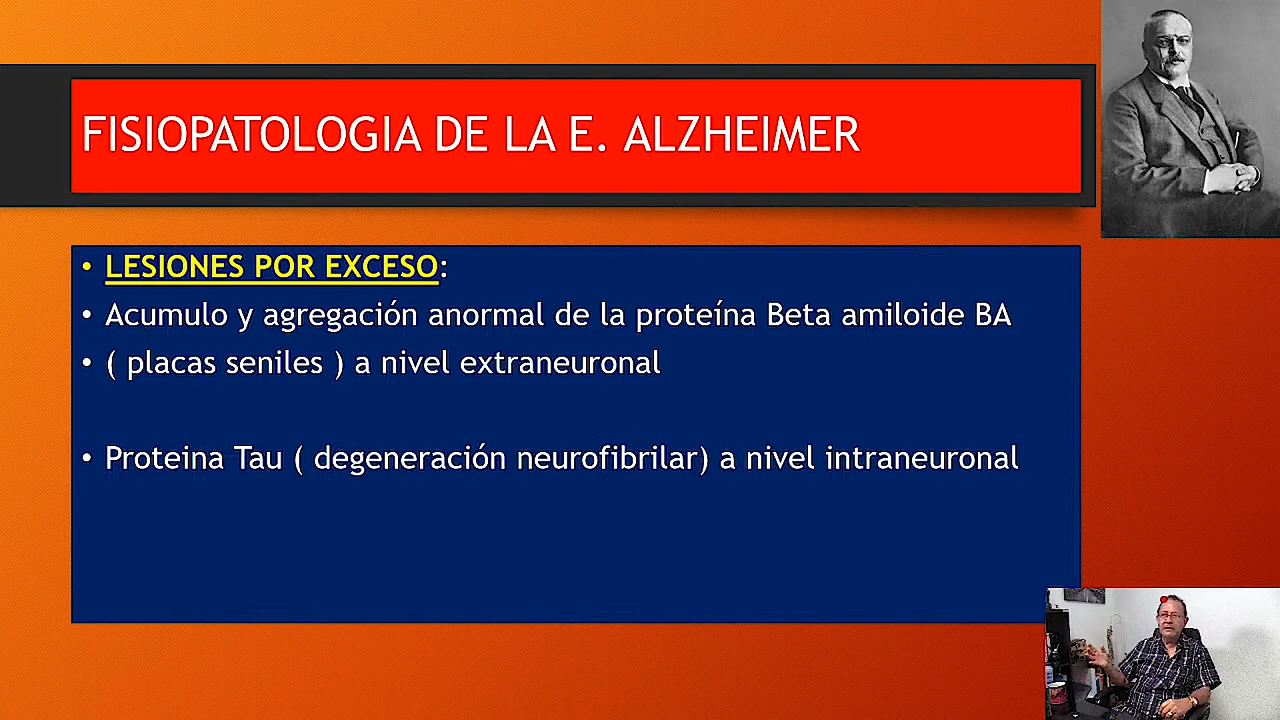 FISIOPATOLOGIA DE LA E. ALZHEIMER
• LESIONES POR EXCESO:
• Acumulo y agregación anormal de la proteína Beta amiloide BA
• ( placas seniles ) a nivel extraneuronal
• Proteina Tau ( degeneración neurofibrilar) a nivel intraneuronal